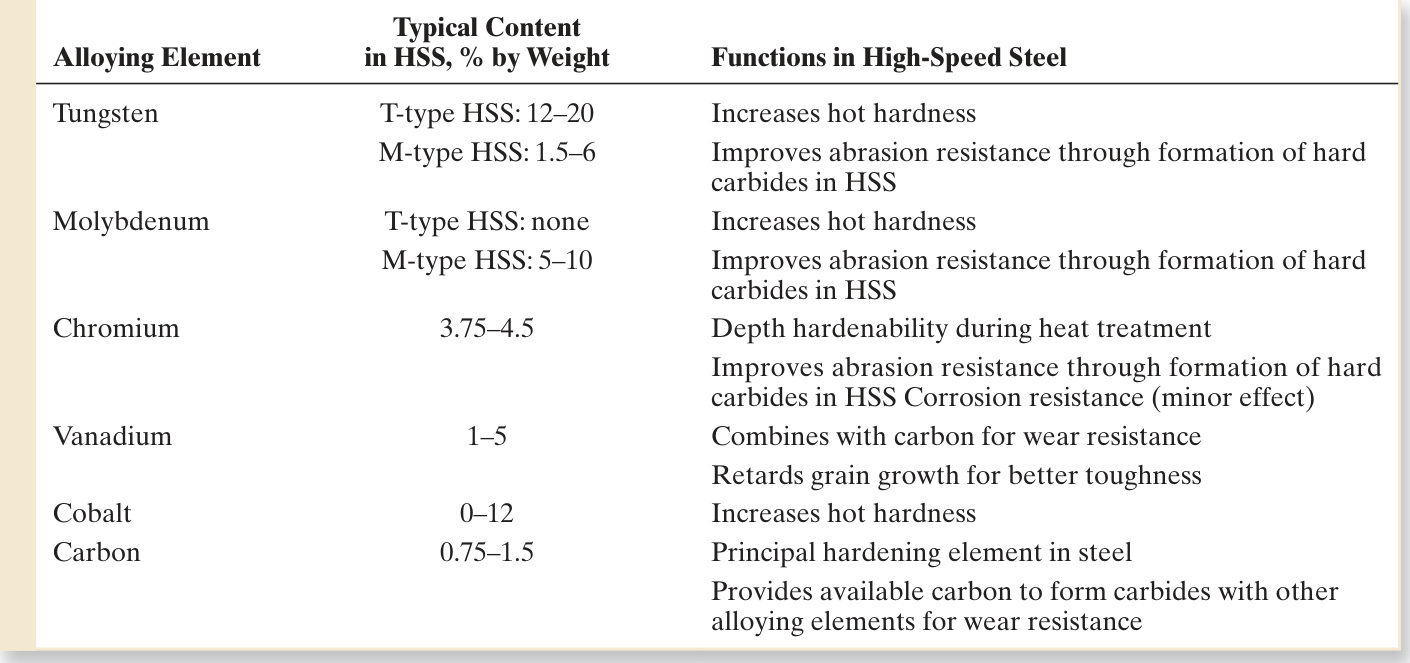 Typical Content
Alloying Element in HSS, % by Weight Functions in High-Speed Steel
Tungsten T-type HSS: 12–20 Increases hot hardness
M-type HSS: 1.5–6 Improves abrasion resistance through formation of hard
carbides in HSS
Molybdenum T-type HSS: none Increases hot hardness
M-type HSS: 5–10 Improves abrasion resistance through formation of hard
carbides in HSS
Chromium 3.75–4.5 Depth hardenability during heat treatment
Improves abrasion resistance through formation of hard
carbides in HSS Corrosion resistance (minor effect)
Vanadium 1–5 Combines with carbon for wear resistance
Retards grain growth for better toughness
Cobalt 0–12 Increases hot hardness
Carbon 0.75–1.5 Principal hardening element in steel
Provides available carbon to form carbides with other
alloying elements for wear resistance